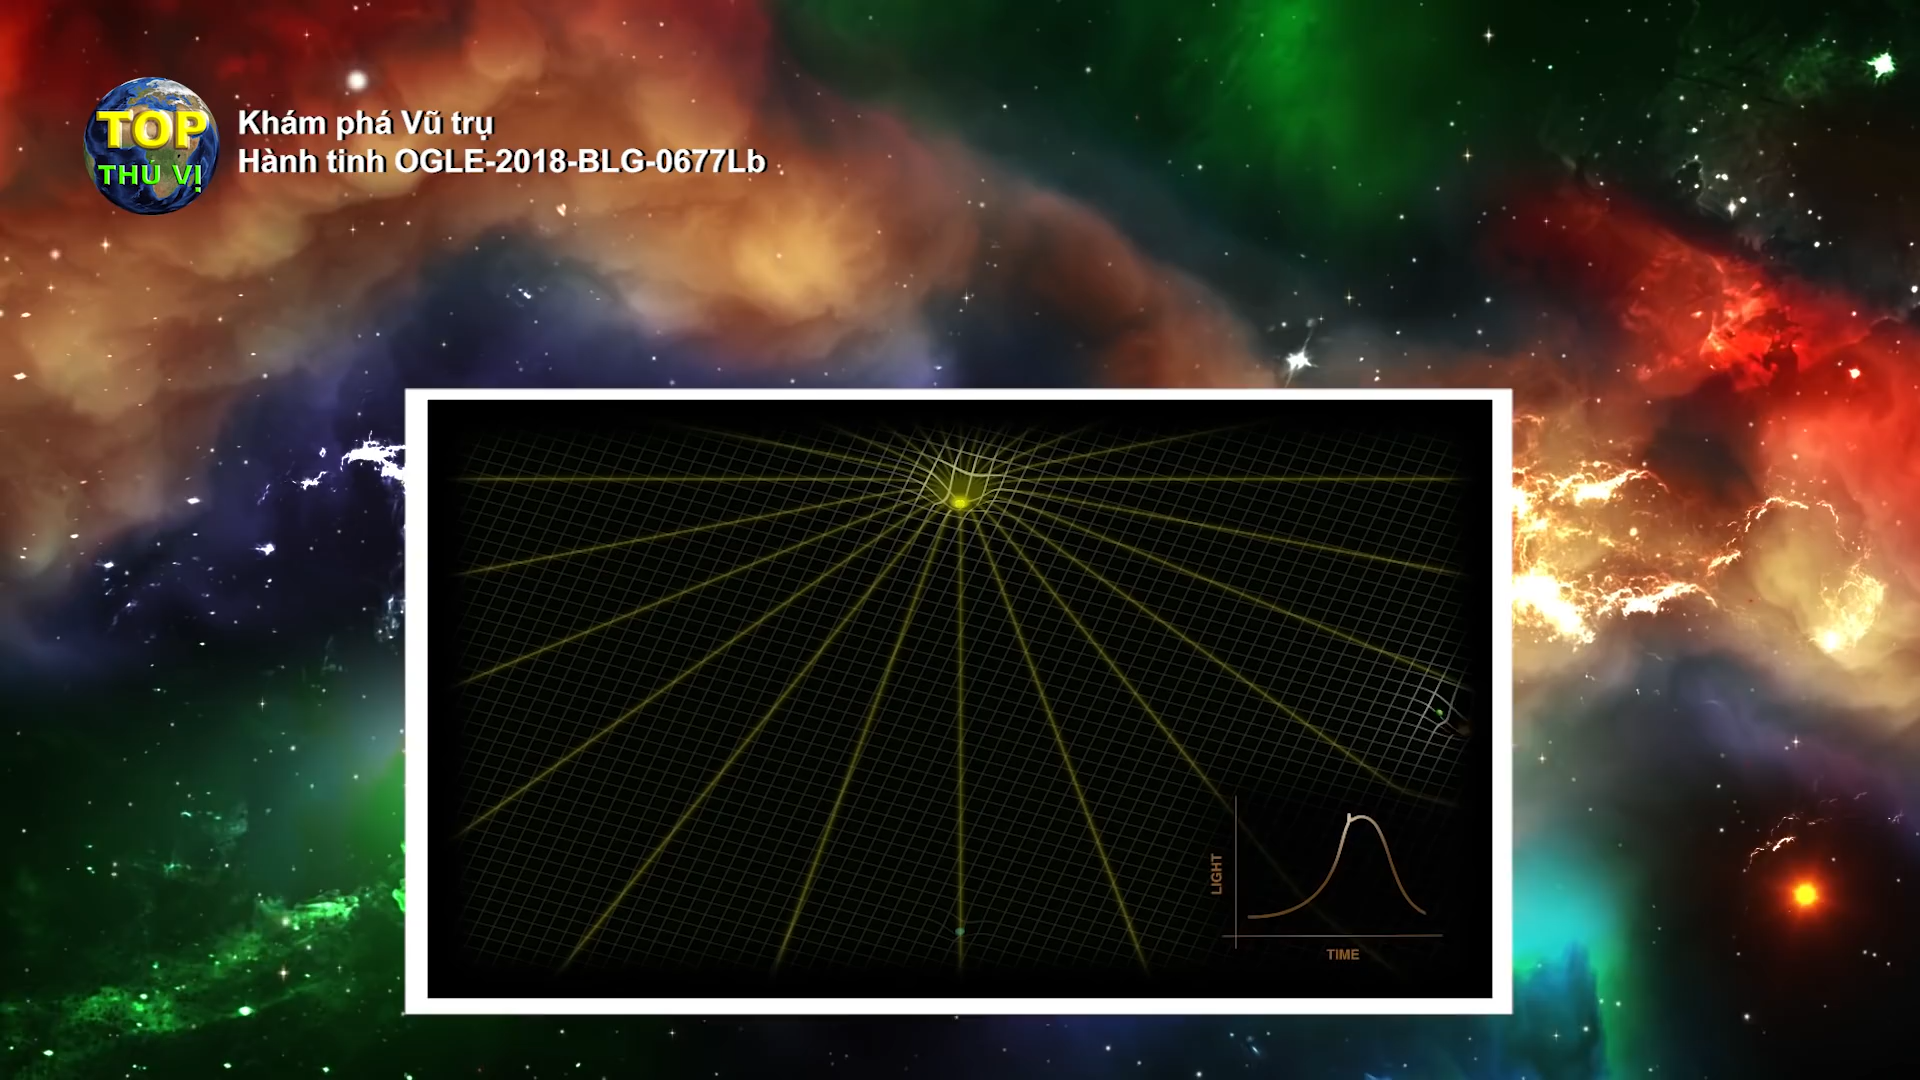 TOP
THÚ VỊ
Khám phá Vũ trụ
Hành tinh OGLE-2018-BLG-0677Lb
LIGHT
TIME